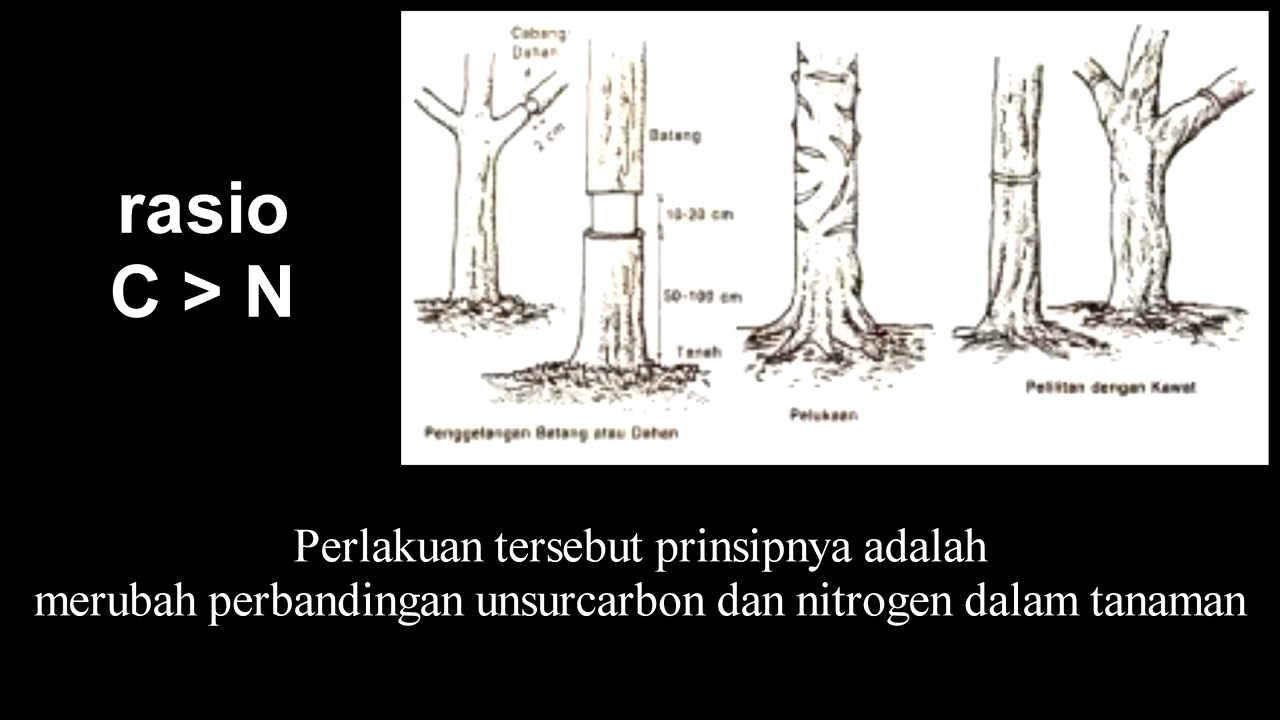 rasio
C > N
Cabang
Dahan
2 cm
Batang
10-20 cm
50-100 cm
Tanah
Penggelangan Batang atau Dahan
Pelukaan
Pelilitan dengan Kawat
Perlakuan tersebut prinsipnya adalah
merubah perbandingan unsurcarbon dan nitrogen dalam tanaman